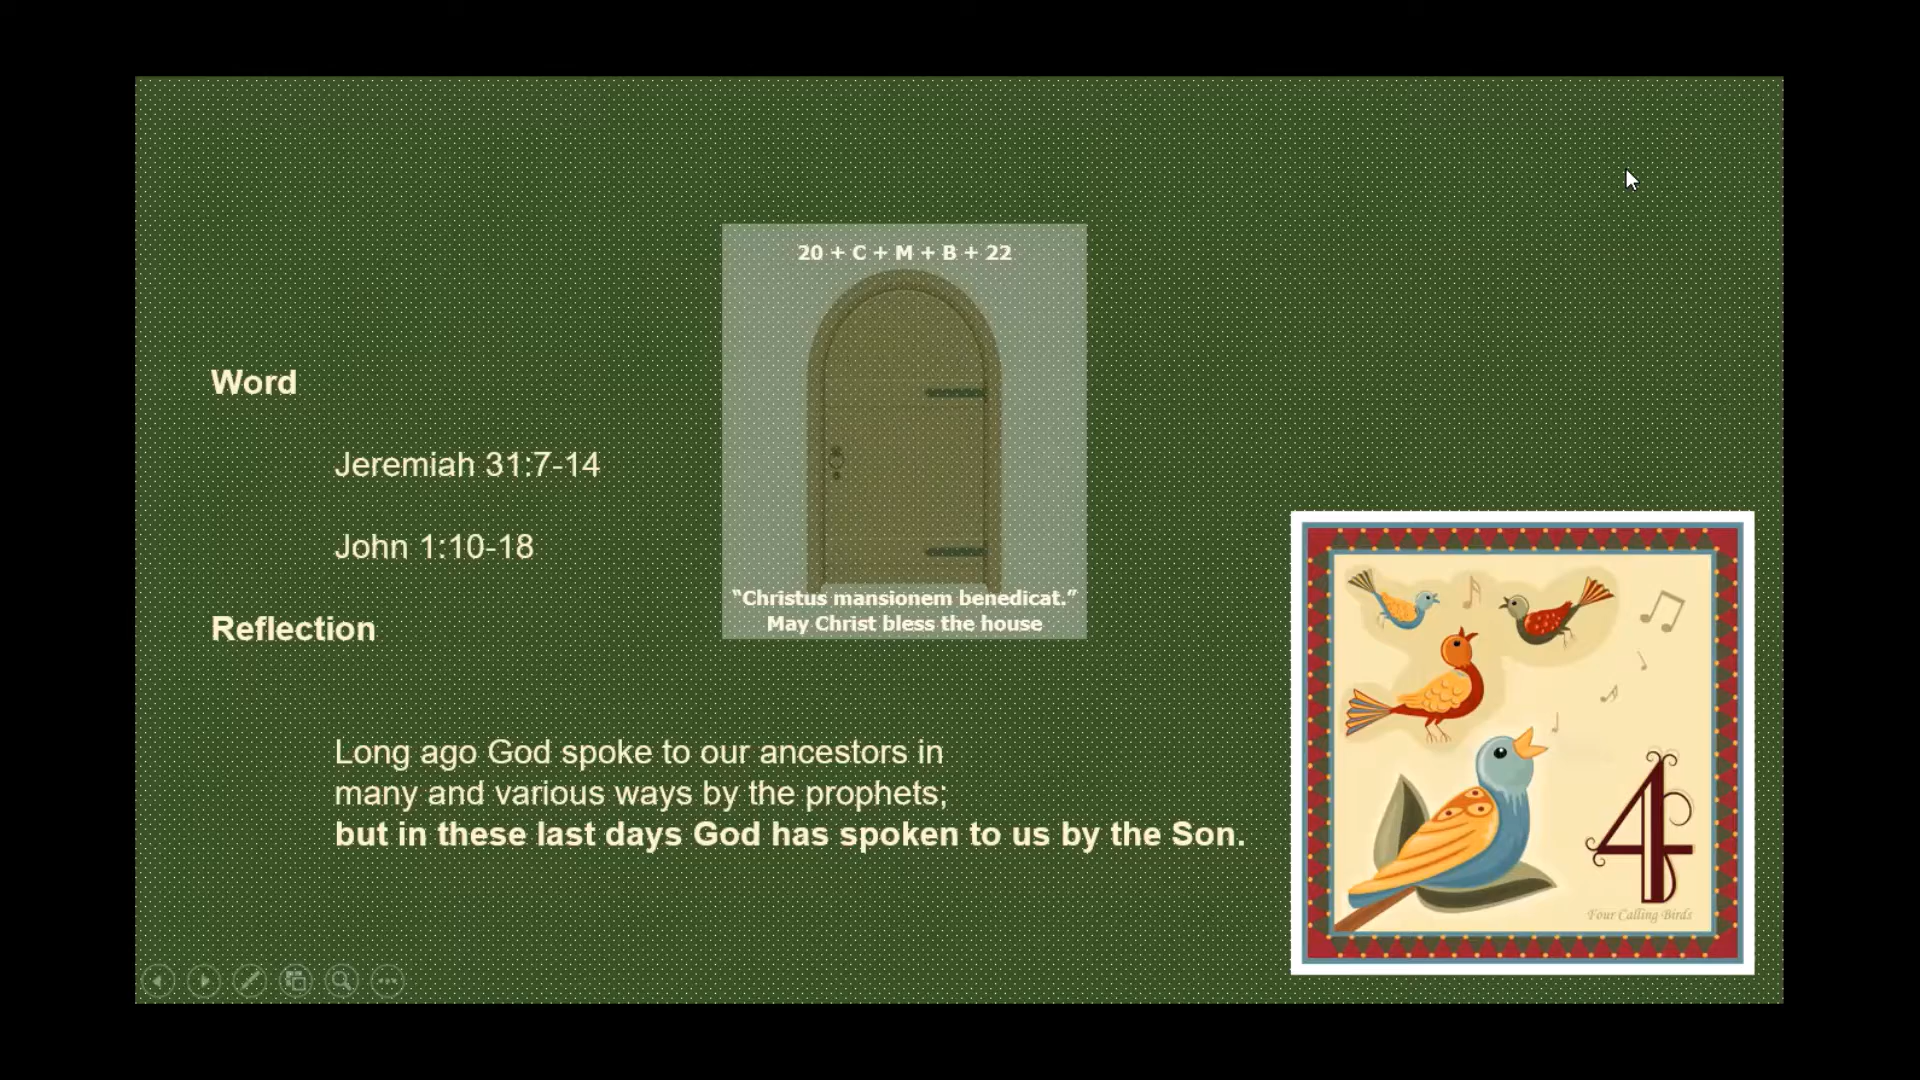 20 + C + M + B + 22
Word
Jeremiah 31:7-14
John 1:10-18
"Christus mansionem benedicat."
May Christ bless the house
Reflection
Long ago God spoke to our ancestors in
many and various ways by the prophets;
but in these last days God has spoken to us by the Son.
4
Four Calling Birds